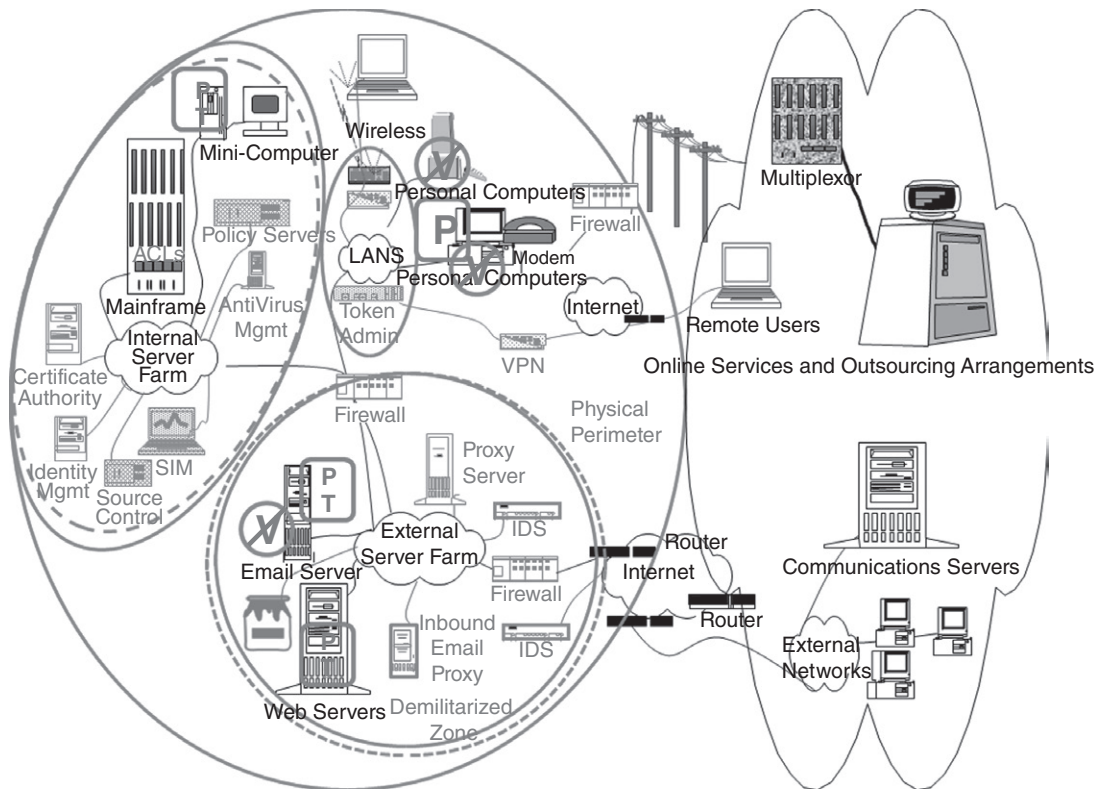 P
Mini-Computer
ACLs
Mainframe
Policy Servers
AntiVirus
Mgmt
Internal
Server
Farm
Certificate
Authority
Identity
Mgmt
Source
Control
SIM
Wireless
V
Personal Computers
P
LANS
Modem
V
Personal Computers
Token
Admin
Firewall
Internet
VPN
Firewall
Physical
Perimeter
Proxy
Server
P
T
V
External
Server Farm
IDS
Email Server
Firewall
Inbound
Email
Proxy
IDS
P
Web Servers
Demilitarized
Zone
Router
Internet
Router
Multiplexor
Remote Users
Online Services and Outsourcing Arrangements
Communications Servers
External
Networks